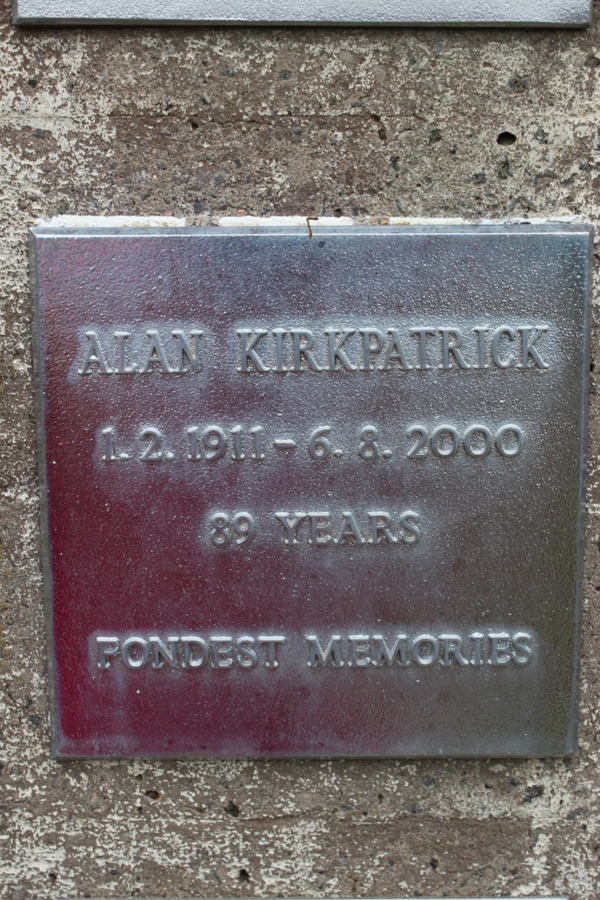 ALAN KIRKPATRICK
1. 2. 1911 – 6. 8. 2000
89 YEARS
FONDEST MEMORIES